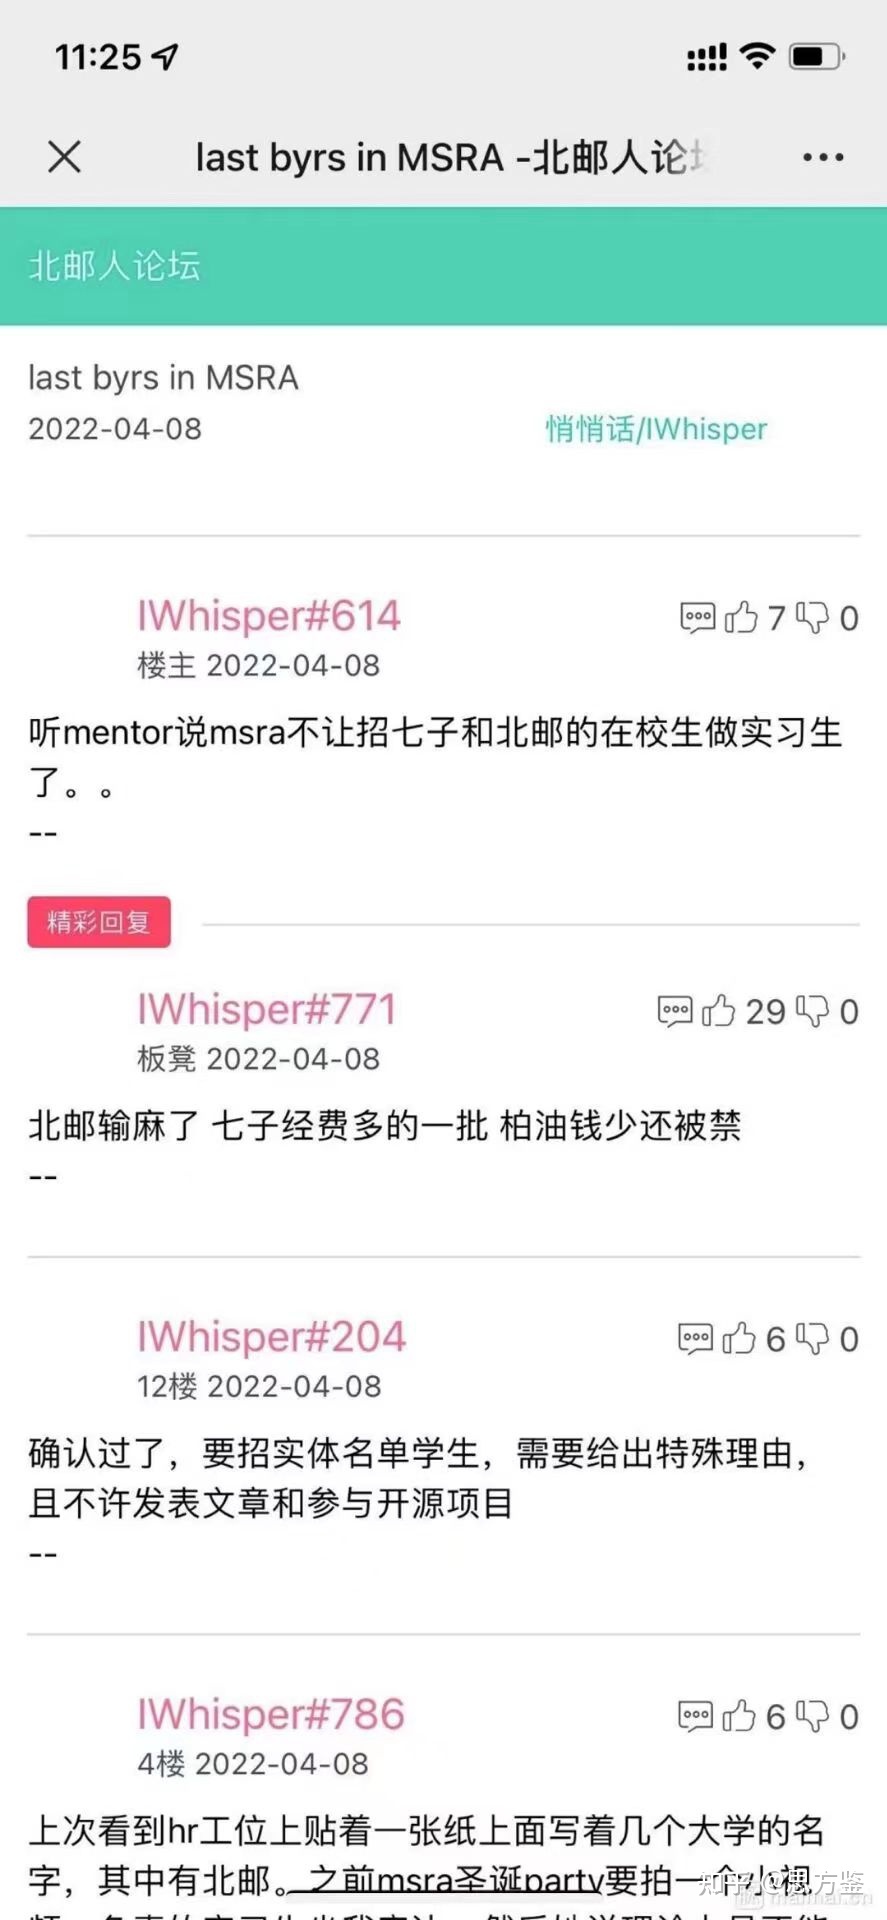 11:25
last byrs in MSRA -北邮人论
北邮人论坛
last byrs in MSRA
2022-04-08
悄悄话/IWhisper
IWhisper#614
7
0
楼主 2022-04-08
听mentor说msra不让招七子和北邮的在校生做实习生
了。。
--
精彩回复
IWhisper#771
29
0
板凳 2022-04-08
北邮输麻了 七子经费多的一批 柏油钱少还被禁
--
IWhisper#204
6
0
12楼 2022-04-08
确认过了，要招实体名单学生，需要给出特殊理由，
且不许发表文章和参与开源项目
--
IWhisper#786
6
0
4楼 2022-04-08
上次看到hr工位上贴着一张纸上面写着几个大学的名
字，其中有北邮。之前msra圣诞party要拍一个小视
知乎 @思方鉴